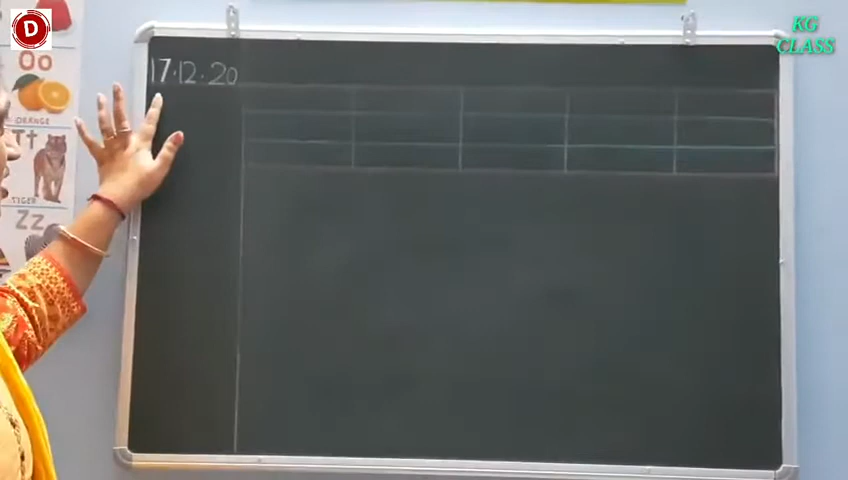 D
KG
CLASS
17.12.20
Oo
ORANGE
Tt
TIGER
Zz